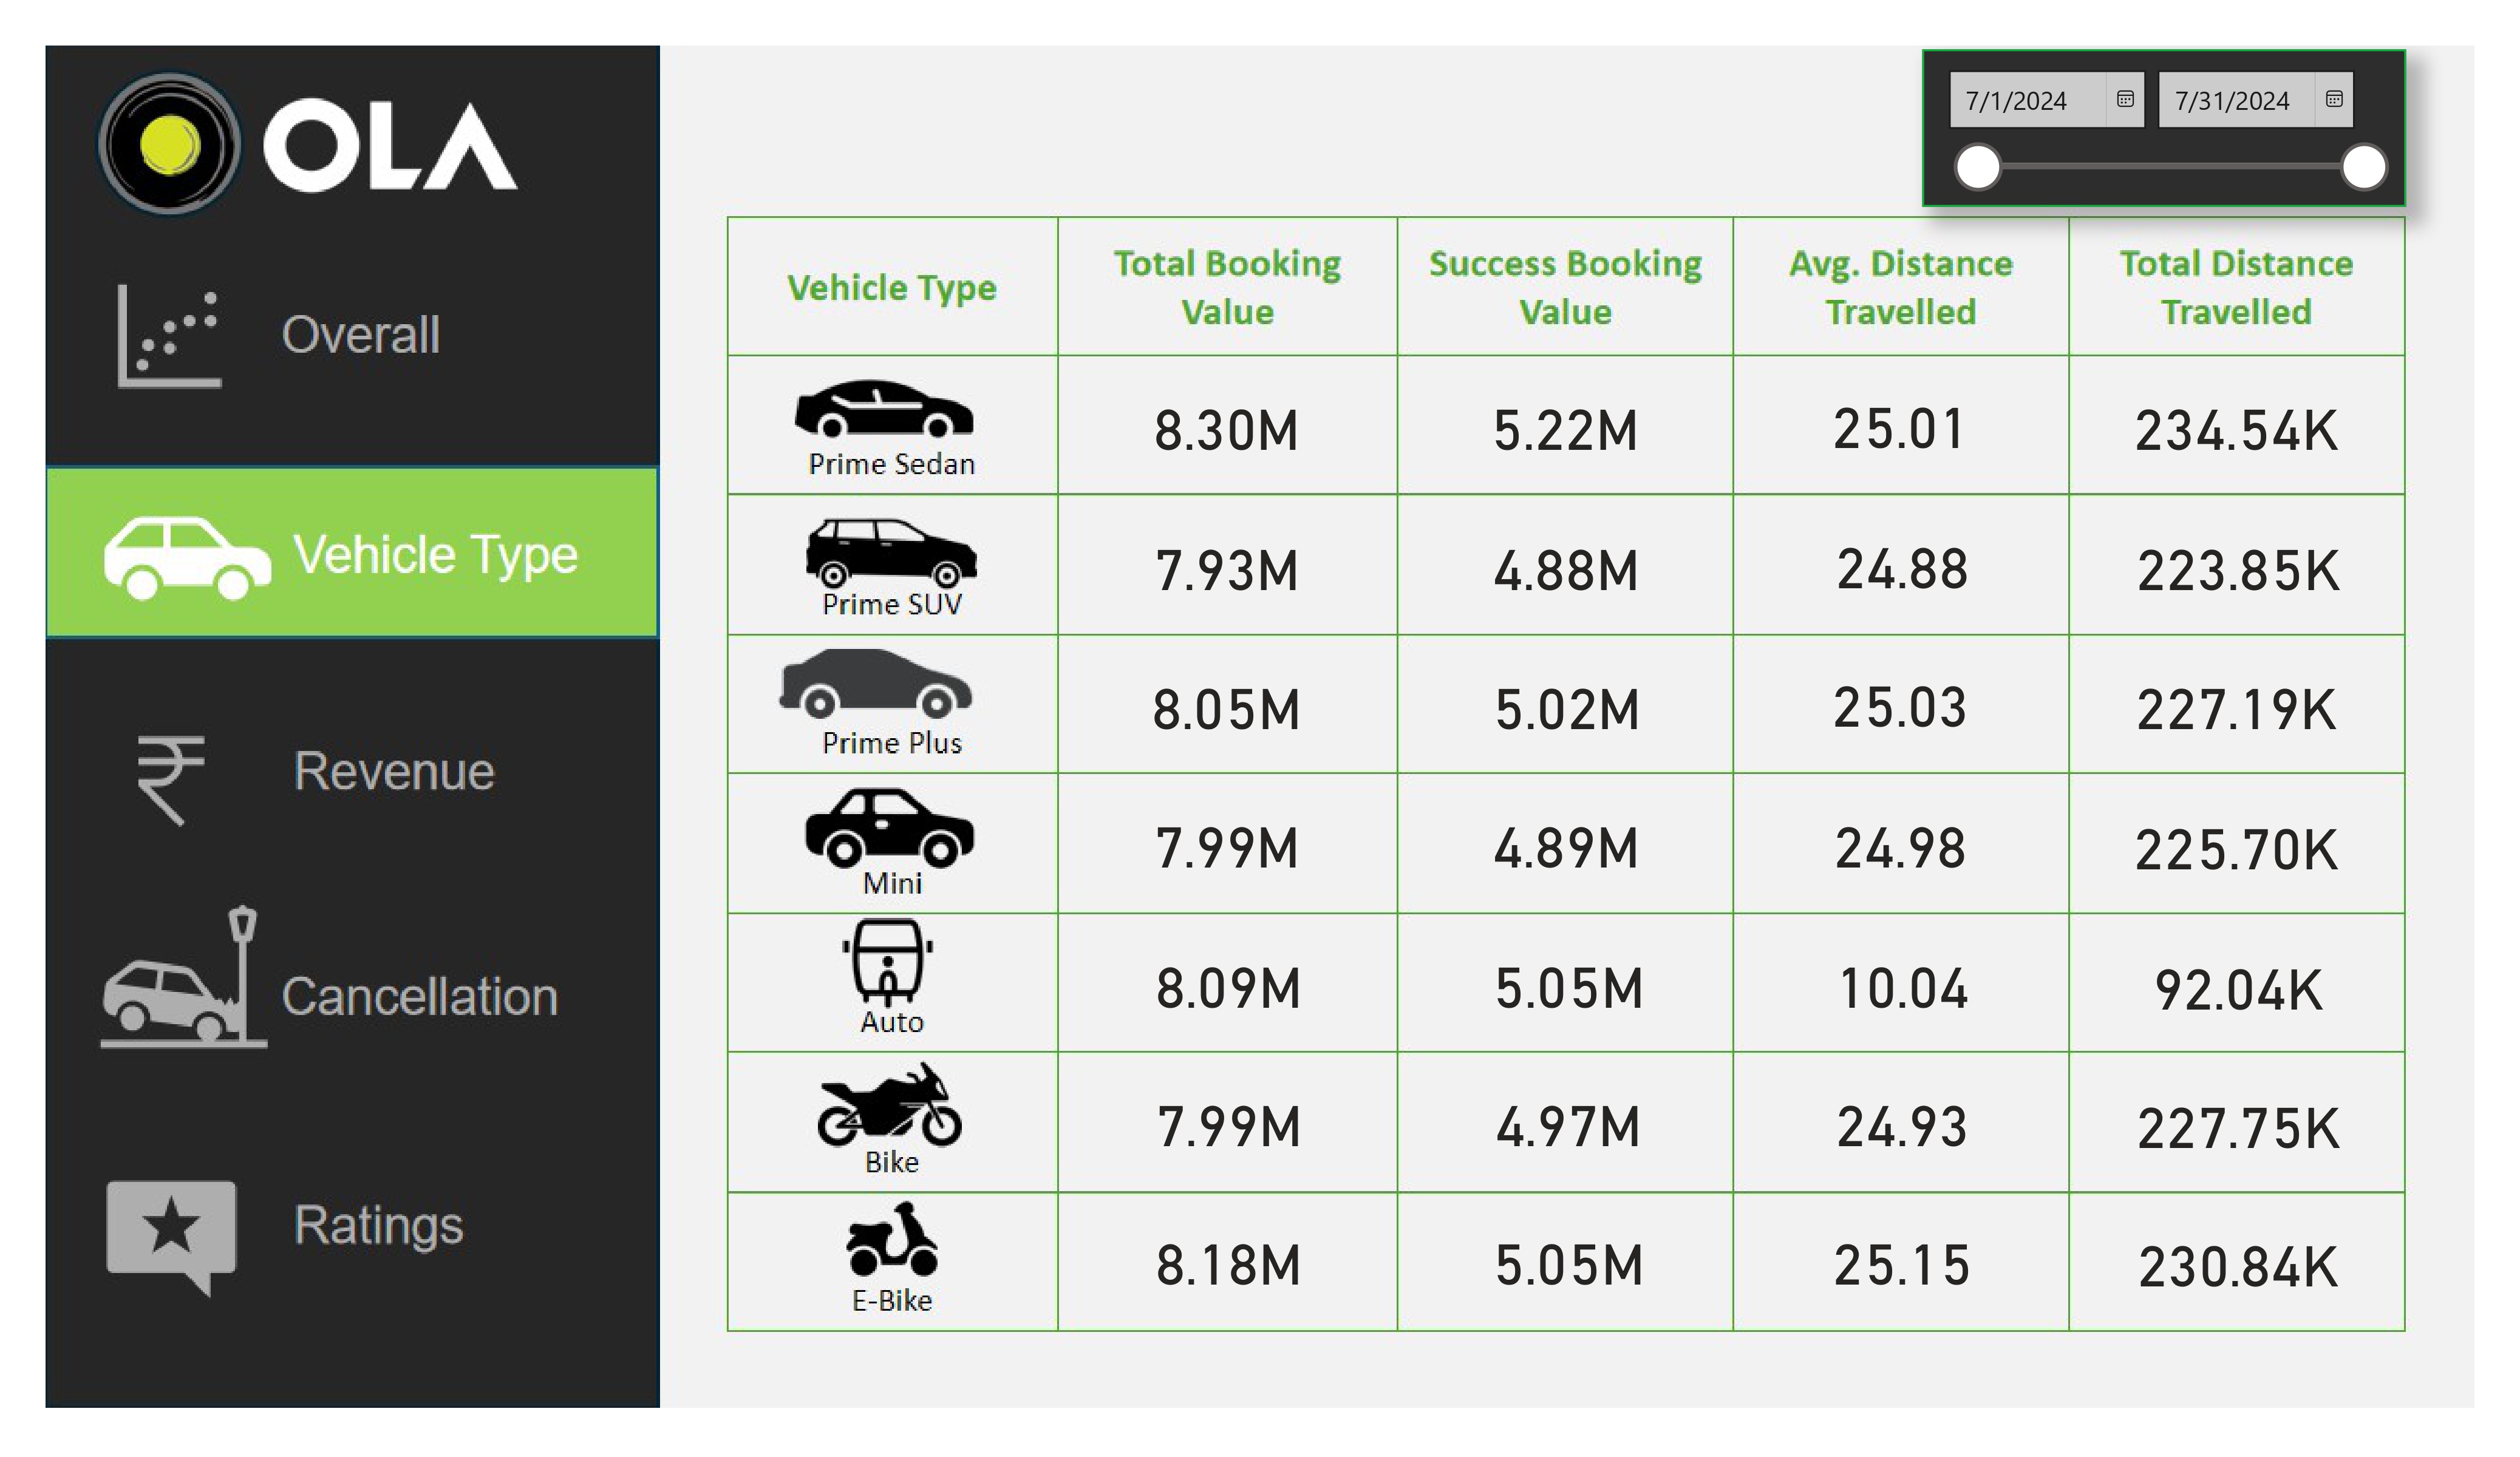 OLA
Overall
Vehicle Type
Revenue
Cancellation
Ratings
7/1/2024 7/31/2024
Vehicle Type
Total Booking
Value
Success Booking
Value
Avg. Distance
Travelled
Total Distance
Travelled
Prime Sedan 8.30M 5.22M 25.01 234.54K
Prime SUV 7.93M 4.88M 24.88 223.85K
Prime Plus 8.05M 5.02M 25.03 227.19K
Mini 7.99M 4.89M 24.98 225.70K
Auto 8.09M 5.05M 10.04 92.04K
Bike 7.99M 4.97M 24.93 227.75K
E-Bike 8.18M 5.05M 25.15 230.84K